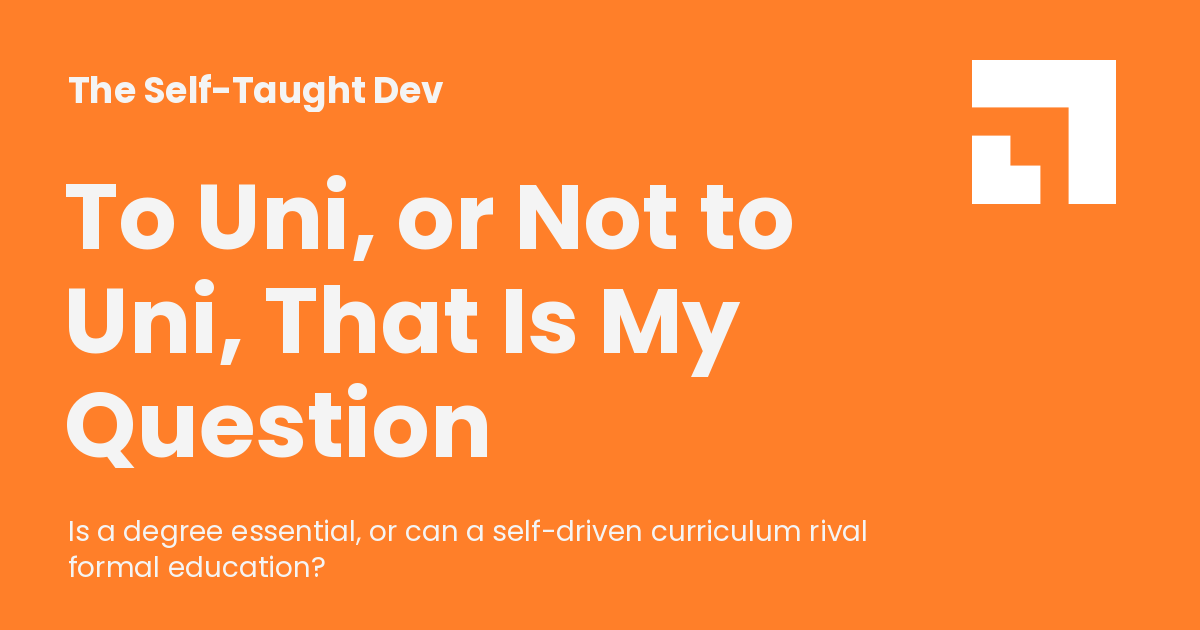 The Self-Taught Dev
To Uni, or Not to
Uni, That Is My
Question
Is a degree essential, or can a self-driven curriculum rival
formal education?